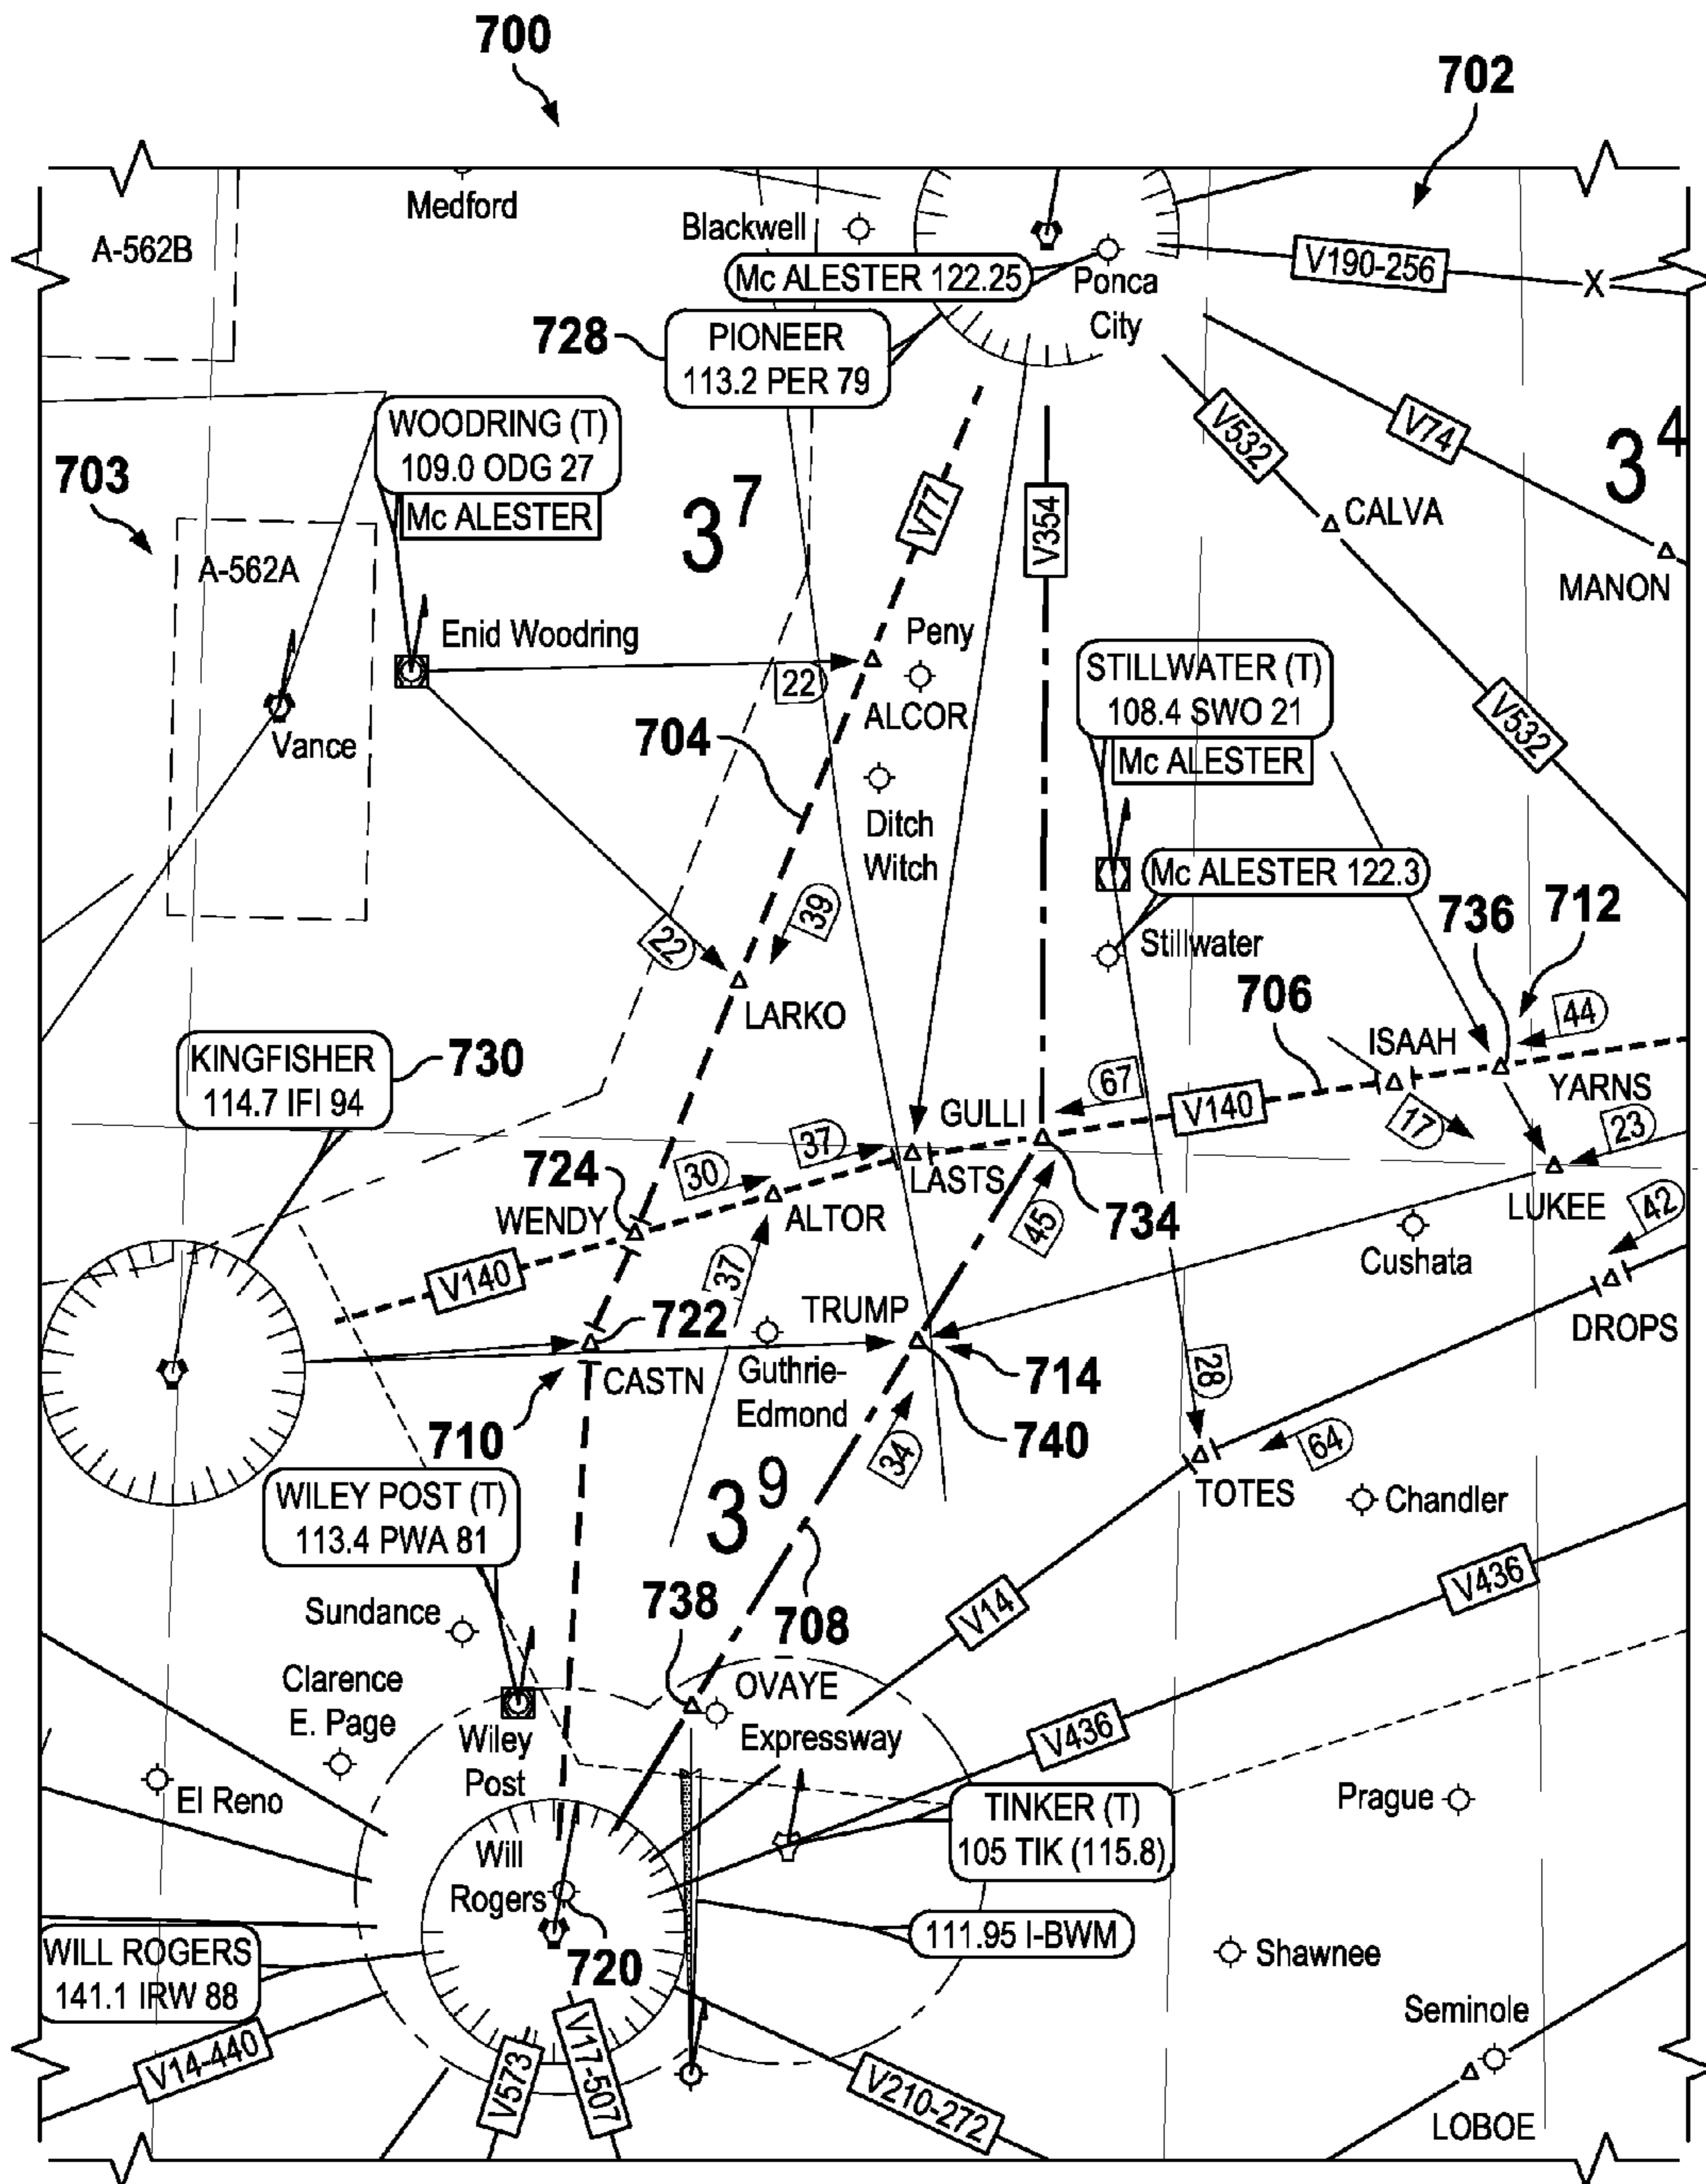 700
702
Medford
A-562B
Blackwell
Mc ALESTER 122.25
Ponca
City
V190-256
X
728
PIONEER
113.2 PER 79
WOODRING (T)
109.0 ODG 27
Mc ALESTER
703
A-562A
3 7
V77
V354
V532
V74
3 4
CALVA
MANON
Enid Woodring
Peny
22
ALCOR
Vance
704
STILLWATER (T)
108.4 SWO 21
Mc ALESTER
V532
Ditch
Witch
Mc ALESTER 122.3
736
712
39
22
Stillwater
LARKO
706
44
ISAAH
YARNS
KINGFISHER
114.7 IFI 94
730
67
GULLI
V140
17
23
37
724
30
LASTS
WENDY
ALTOR
45
734
LUKEE
42
V140
37
Cushata
TRUMP
722
DROPS
CASTN
Guthrie-
Edmond
714
28
710
740
34
64
3 9
TOTES
Chandler
WILEY POST (T)
113.4 PWA 81
V436
Sundance
738
708
V14
Clarence
E. Page
OVAYE
Wiley
Post
Expressway
V436
El Reno
Prague
TINKER (T)
105 TIK (115.8)
Will
Rogers
111.95 I-BWM
WILL ROGERS
141.1 IRW 88
720
Shawnee
V14-440
V573
V17-507
V210-272
Seminole
LOBOE